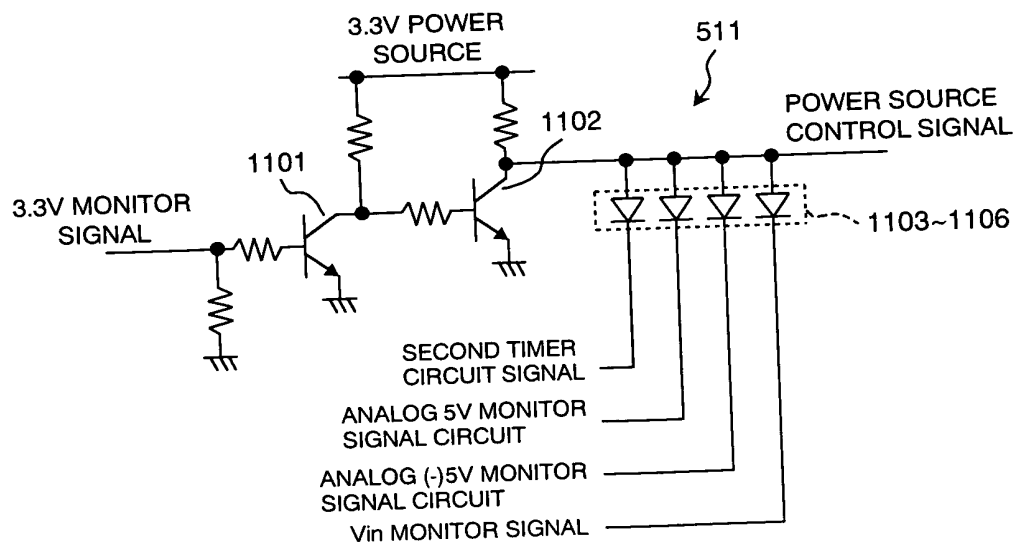 3.3V POWER
SOURCE
511
POWER SOURCE
CONTROL SIGNAL
1102
1101
3.3V MONITOR
SIGNAL
1103~1106
SECOND TIMER
CIRCUIT SIGNAL
ANALOG 5V MONITOR
SIGNAL CIRCUIT
ANALOG (-)5V MONITOR
SIGNAL CIRCUIT
Vin MONITOR SIGNAL